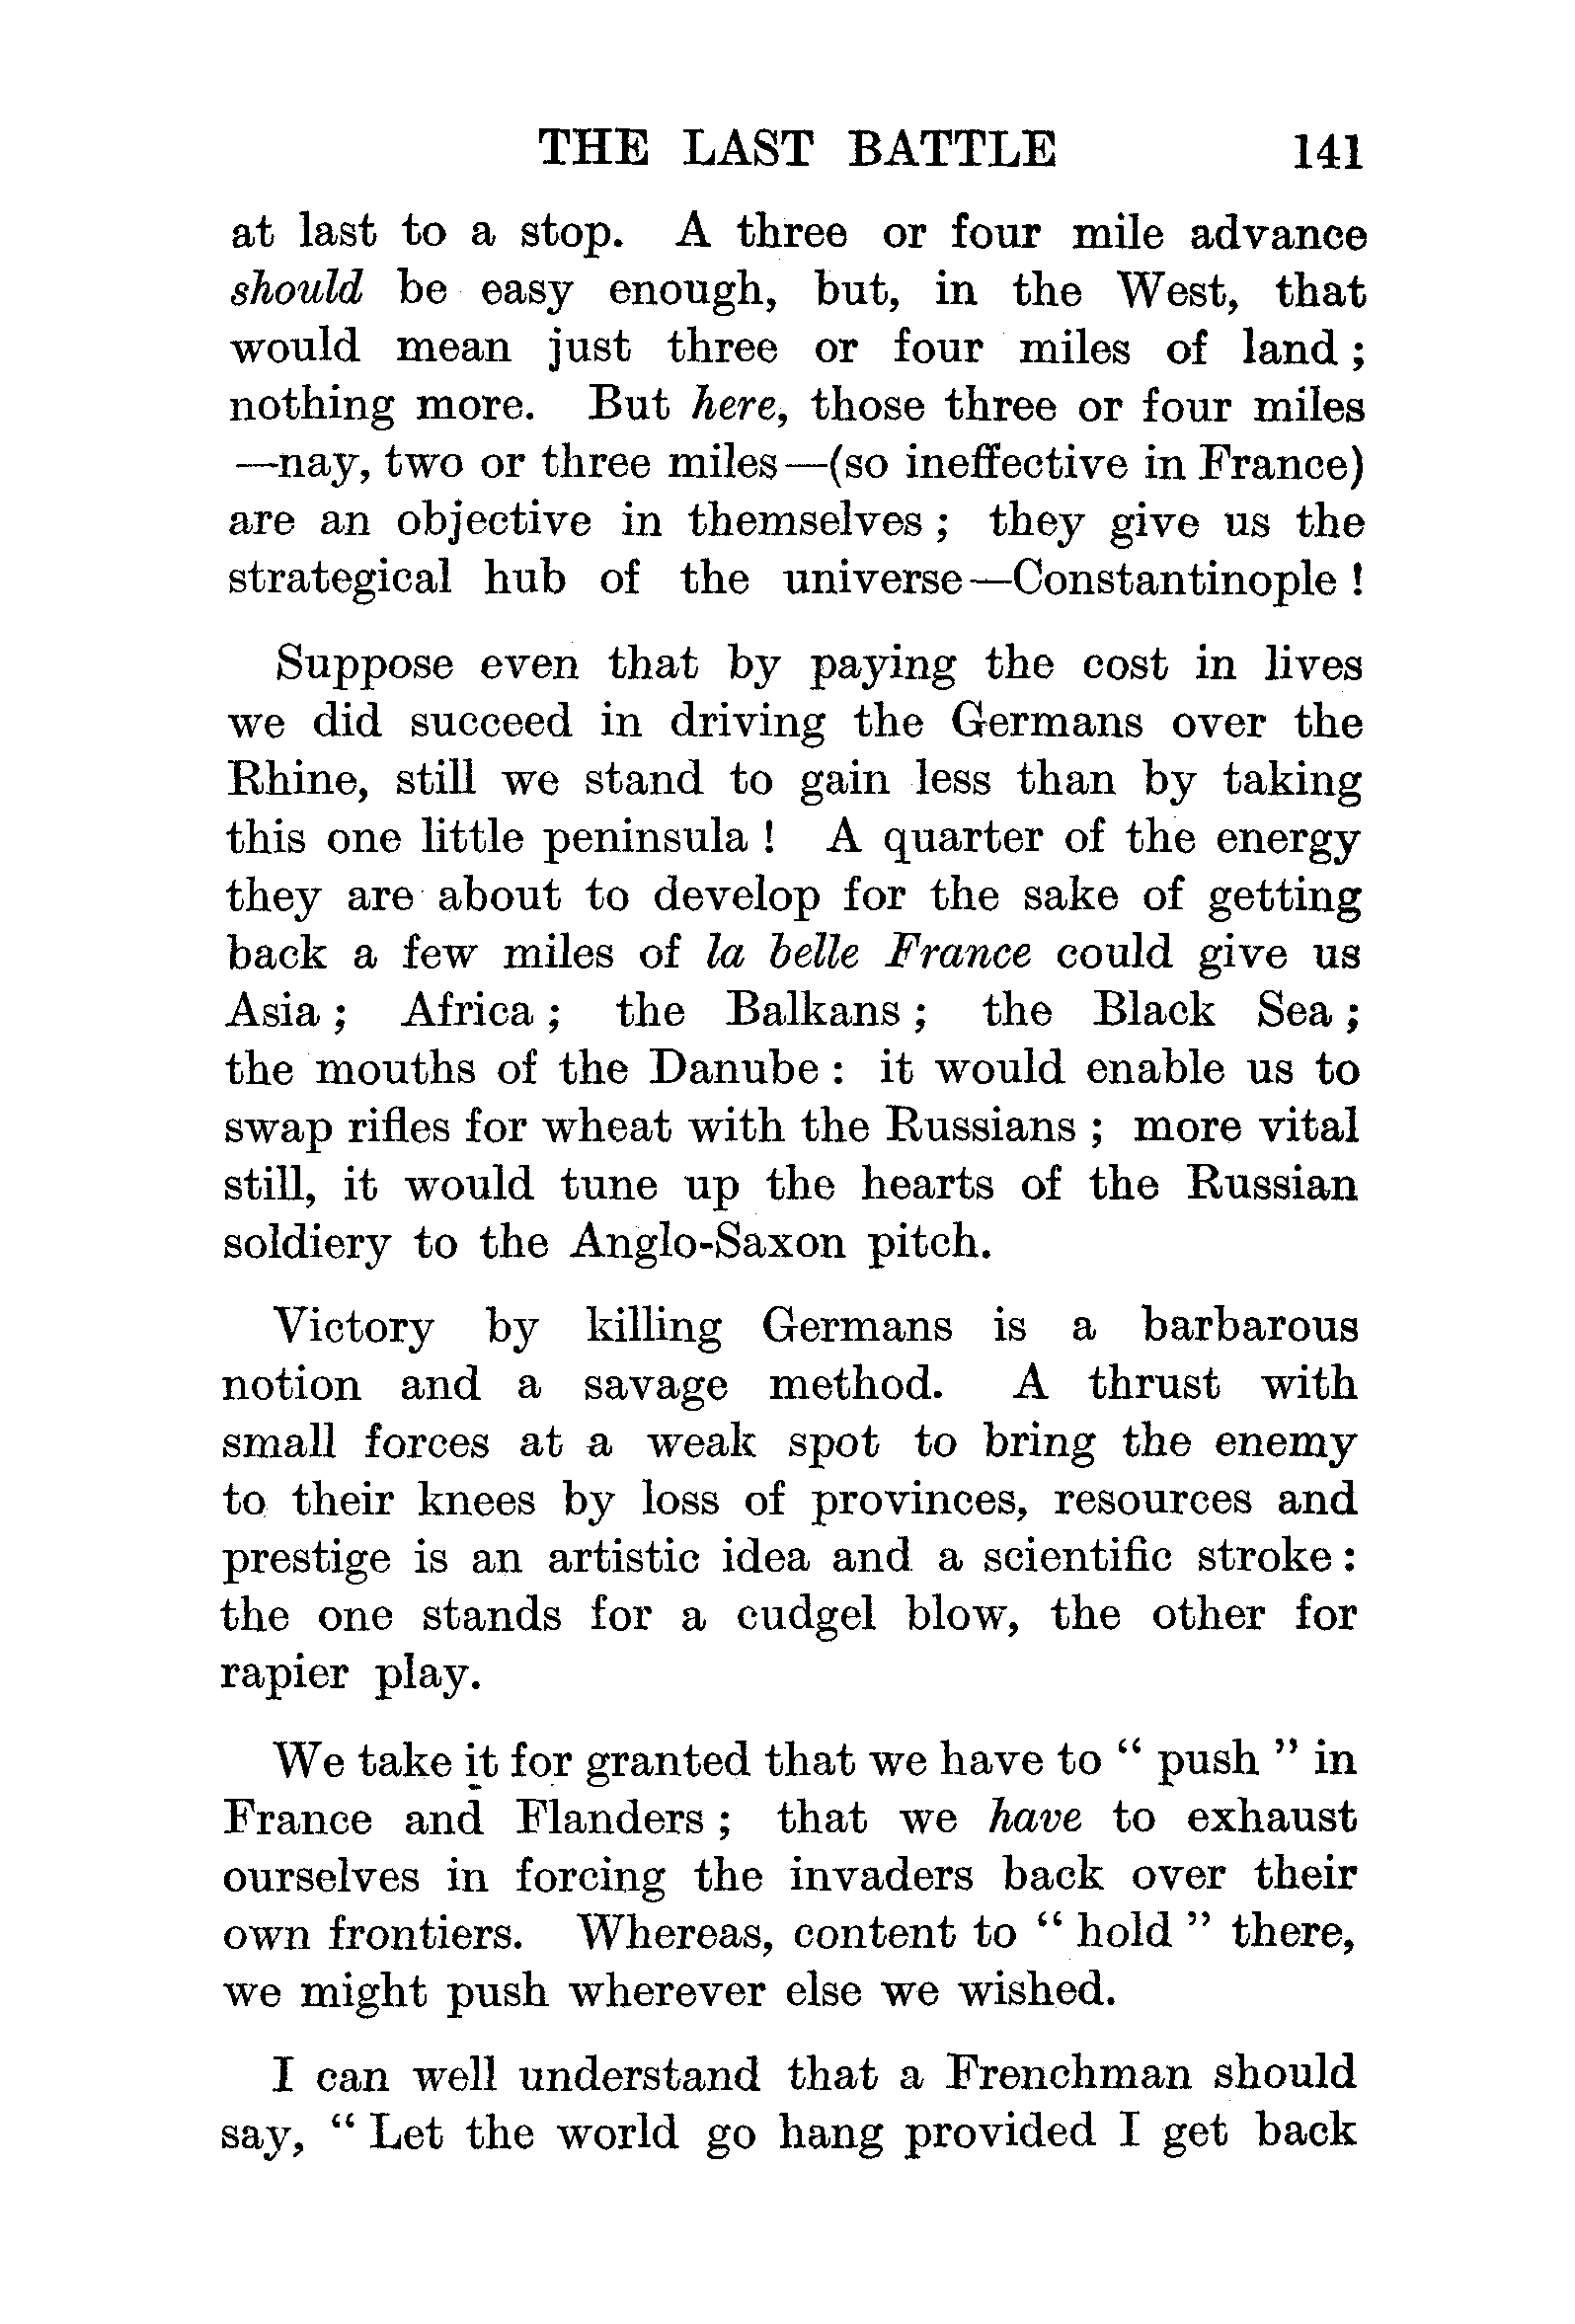 THE LAST BATTLE 141
at last to a stop. A three or four mile advance
should be easy enough, but, in the West, that
would mean just three or four miles of land ;
nothing more. But here, those three or four miles
—nay, two or three miles—(so ineffective in France)
are an objective in themselves ; they give us the
strategical hub of the universe—Constantinople !
Suppose even that by paying the cost in lives
we did succeed in driving the Germans over the
Rhine, still we stand to gain less than by taking
this one little peninsula ! A quarter of the energy
they are about to develop for the sake of getting
back a few miles of la belle France could give us
Asia ; Africa ; the Balkans ; the Black Sea ;
the mouths of the Danube : it would enable us to
swap rifles for wheat with the Russians ; more vital
still, it would tune up the hearts of the Russian
soldiery to the Anglo-Saxon pitch.
Victory by killing Germans is a barbarous
notion and a savage method. A thrust with
small forces at a weak spot to bring the enemy
to their knees by loss of provinces, resources and
prestige is an artistic idea and a scientific stroke :
the one stands for a cudgel blow, the other for
rapier play.
We take it for granted that we have to “ push ” in
France and Flanders ; that we have to exhaust
ourselves in forcing the invaders back over their
own frontiers. Whereas, content to “ hold ” there,
we might push wherever else we wished.
I can well understand that a Frenchman should
say, “ Let the world go hang provided I get back